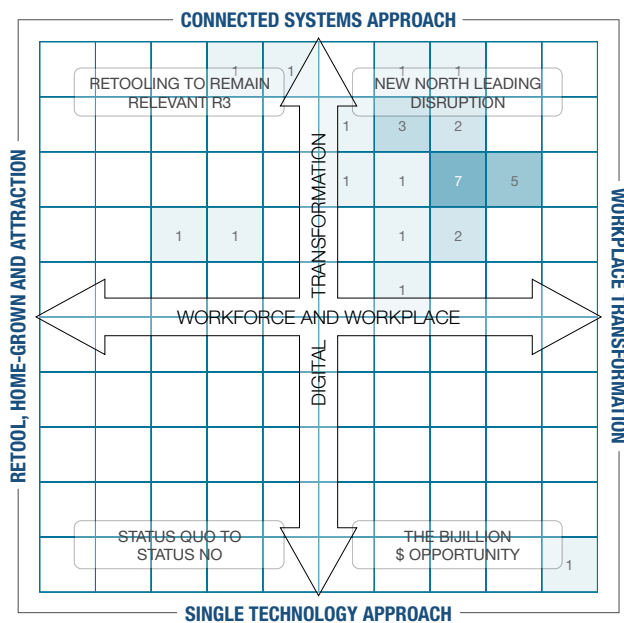 CONNECTED SYSTEMS APPROACH
1 1 1 1
RETOOLING TO REMAIN
RELEVANT R3
NEW NORTH LEADING
DISRUPTION
1 3 2
1 1 7 5
1 1 1 2
1
DIGITAL TRANSFORMATION
WORKFORCE AND WORKPLACE
RETOOL, HOME-GROWN AND ATTRACTION
WORKPLACE TRANSFORMATION
STATUS QUO TO
STATUS NO
THE BIJILLION
$ OPPORTUNITY
1
SINGLE TECHNOLOGY APPROACH